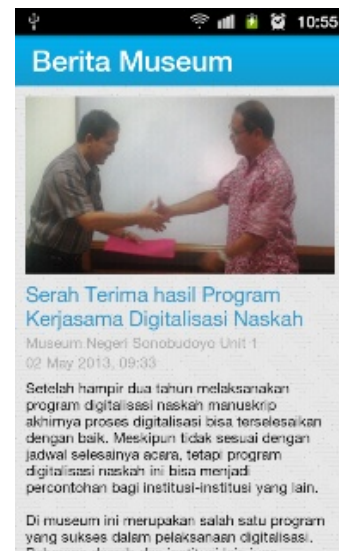 10:55
Berita Museum
Serah Terima hasil Program
Kerjasama Digitalisasi Naskah
Museum Negeri Sonobudoyo Unit 1
02 May 2013, 09:33
Setelah hampir dua tahun melaksanakan
program digitalisasi naskah manuskrip
akhirnya proses digitalisasi bisa terselesaikan
dengan baik. Meskipun tidak sesuai dengan
jadwal selesainya acara, tetapi program
digitalisasi naskah ini bisa menjadi
percontohan bagi institusi-institusi yang lain.
Di museum ini merupakan salah satu program
yang sukses dalam pelaksanaan digitalisasi.